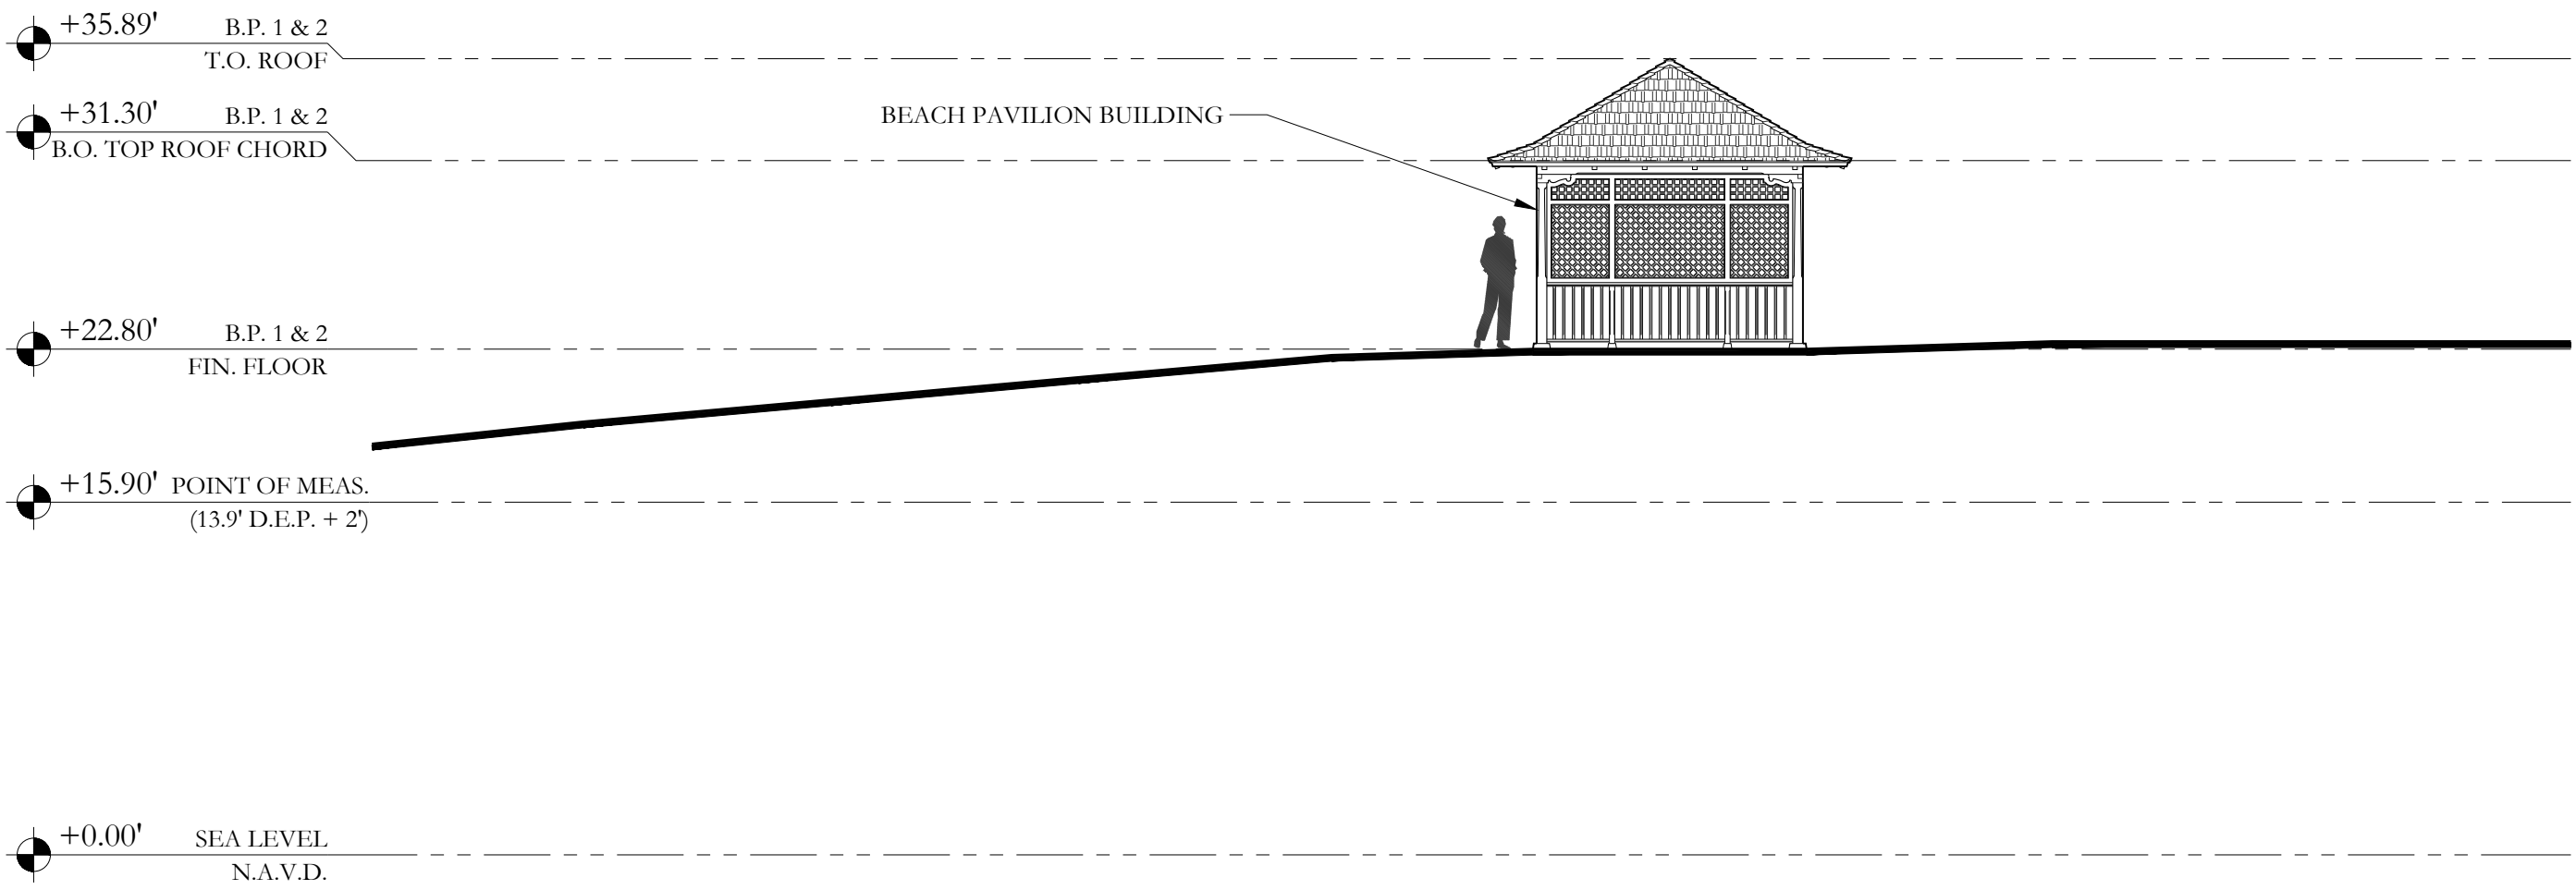 +35.89' B.P. 1 & 2
T.O. ROOF
+31.30' B.P. 1 & 2
B.O. TOP ROOF CHORD
BEACH PAVILION BUILDING
+22.80' B.P. 1 & 2
FIN. FLOOR
+15.90' POINT OF MEAS.
(13.9' D.E.P. + 2')
+0.00' SEA LEVEL
N.A.V.D.